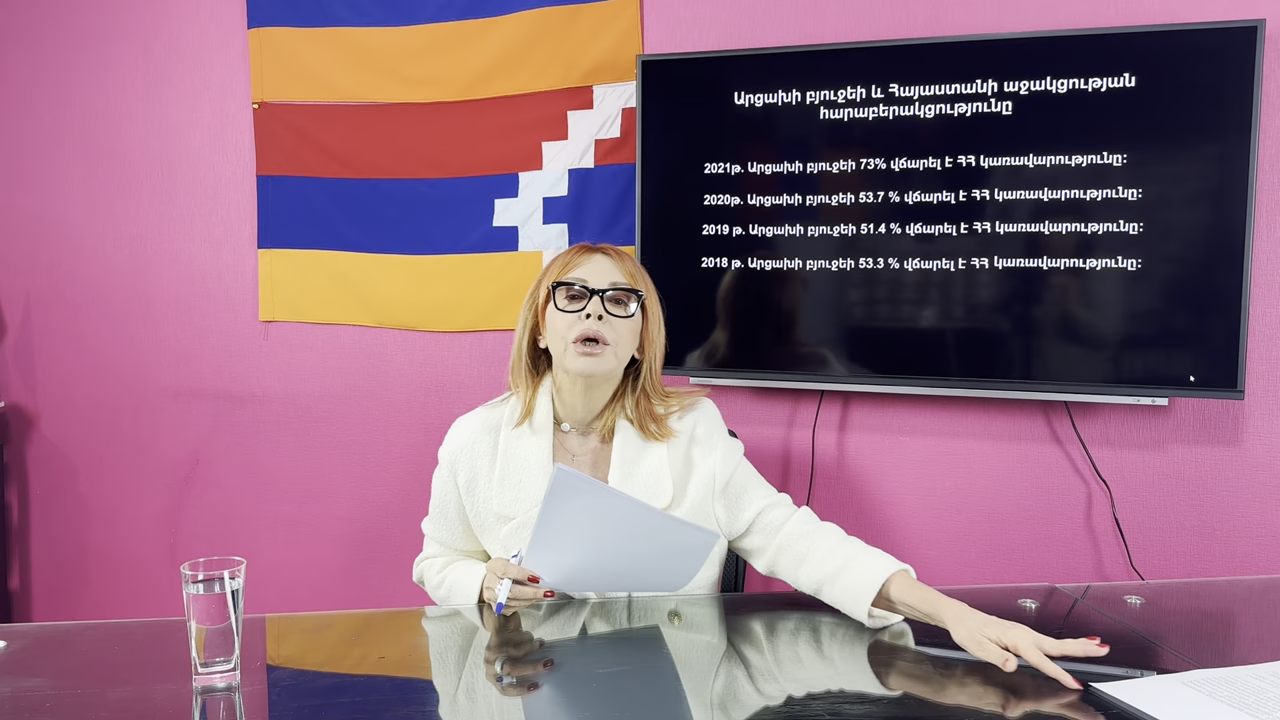 Արցախի բյուջեի և Հայաստանի աջակցության
հարաբերակցությունը
2021թ. Արցախի բյուջեի 73% վճարել է ՀՀ կառավարությունը:
2020թ. Արցախի բյուջեի 53.7 % վճարել է ՀՀ կառավարությունը:
2019 թ. Արցախի բյուջեի 51.4 % վճարել է ՀՀ կառավարությունը:
2018 թ. Արցախի բյուջեի 53.3 % վճարել է ՀՀ կառավարությունը: